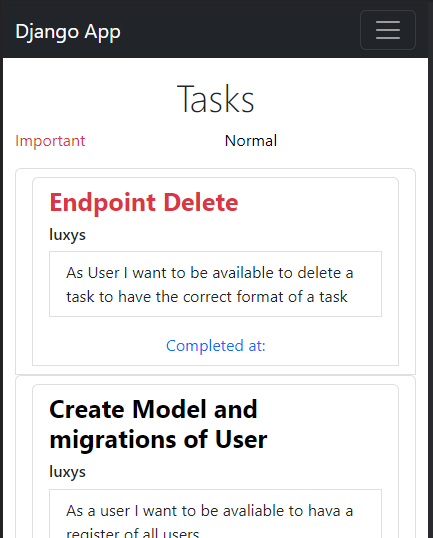 Django App
Tasks
Important Normal
Endpoint Delete
luxys
As User I want to be available to delete a
task to have the correct format of a task
Completed at:
Create Model and
migrations of User
luxys
As a user I want to be avaliable to hava a
register of all users